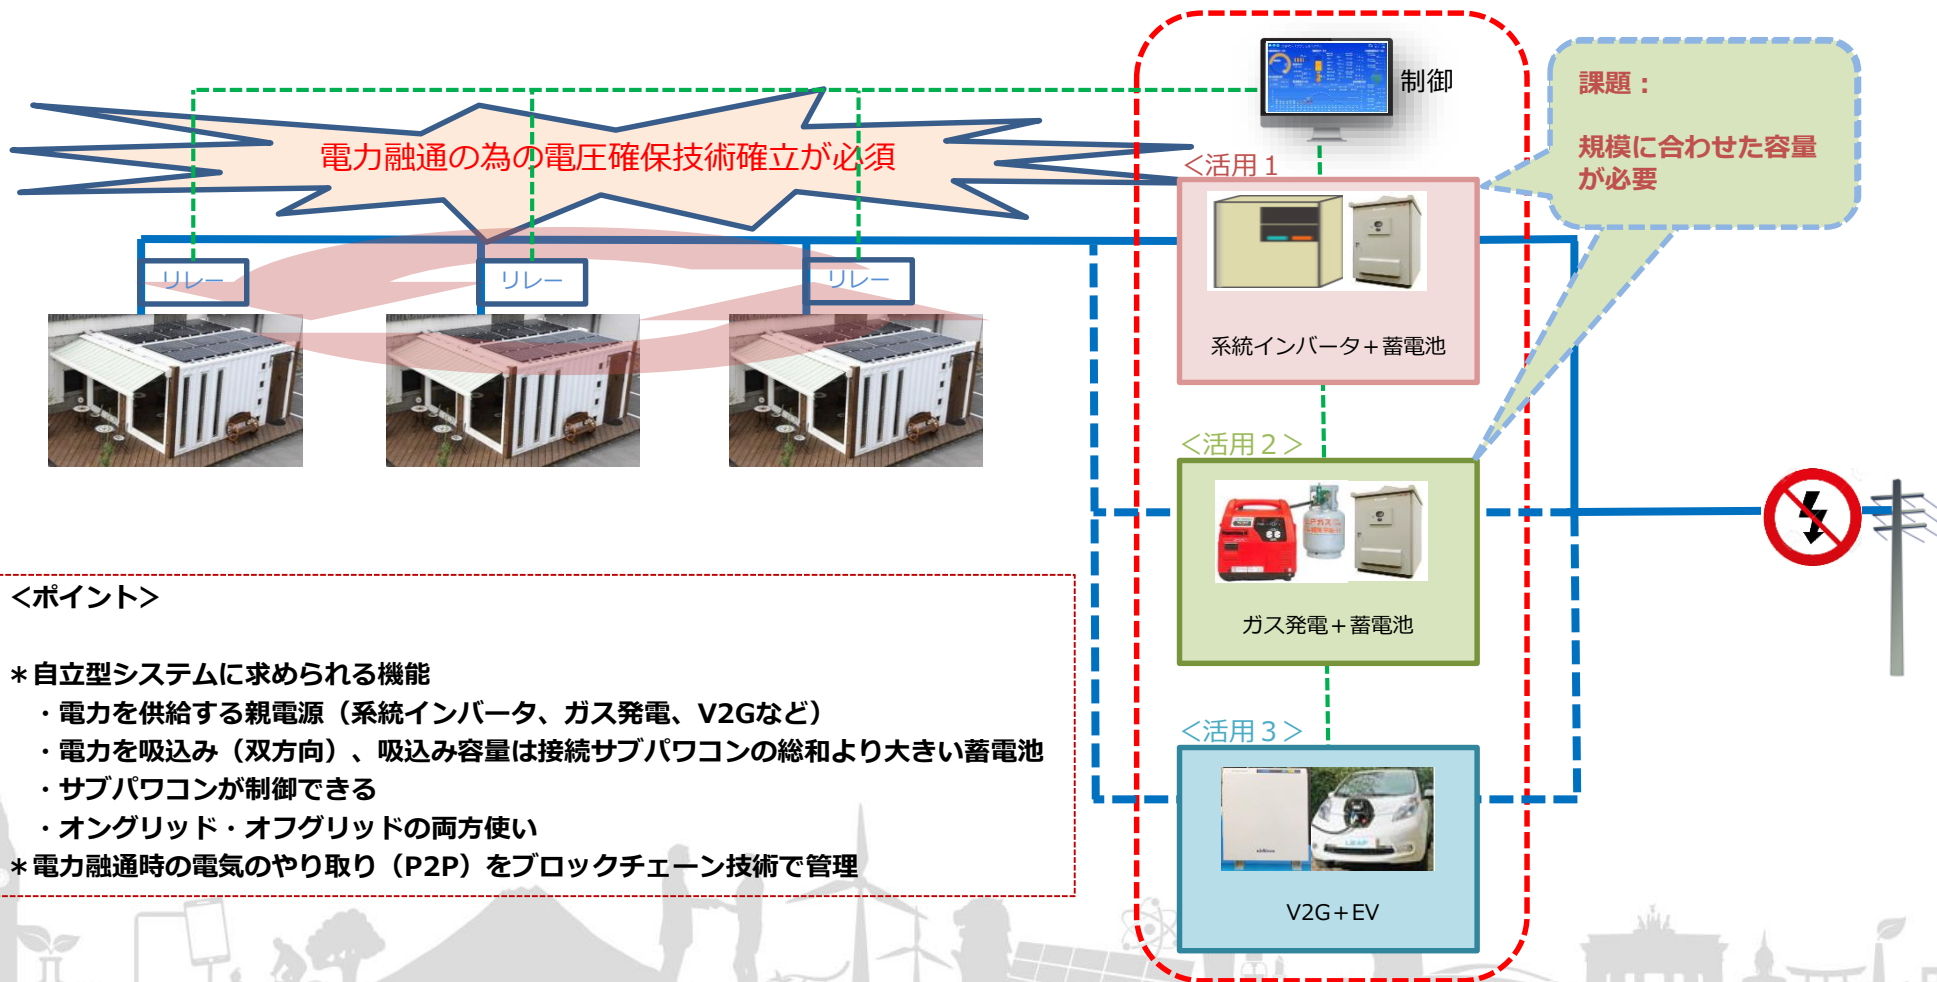 制御
課題：
規模に合わせた容量
が必要
電力融通の為の電圧確保技術確立が必須
＜活用１
リレー
リレー
リレー
系統インバータ＋蓄電池
＜活用２＞
LPガス
ガス発電＋蓄電池
＜活用３＞
V2G+EV
＜ポイント＞
＊自立型システムに求められる機能
・電力を供給する親電源（系統インバータ、ガス発電、V2Gなど）
・電力を吸込み（双方向）、吸込み容量は接続サブパワコンの総和より大きい蓄電池
・サブパワコンが制御できる
・オングリッド・オフグリッドの両方使い
＊電力融通時の電気のやり取り（P2P）をブロックチェーン技術で管理